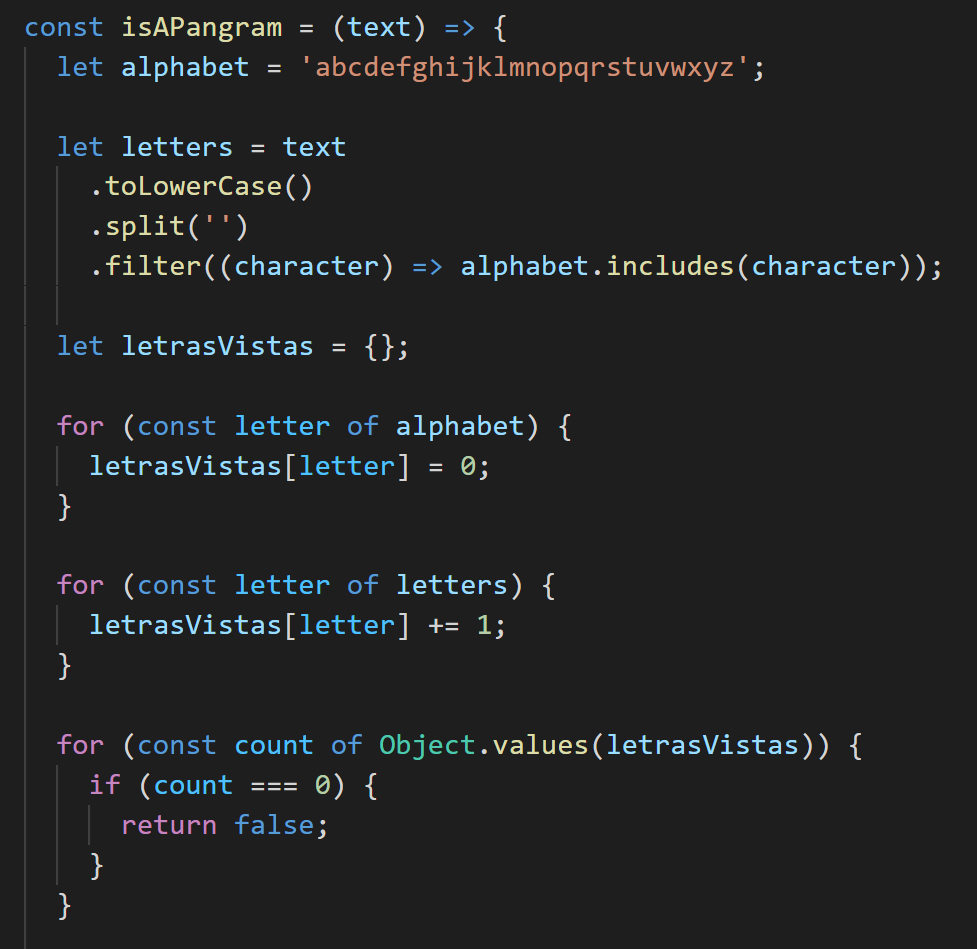 const isAPangram = (text) => {
  let alphabet = 'abcdefghijklmnopqrstuvwxyz';

  let letters = text
    .toLowerCase()
    .split('')
    .filter((character) => alphabet.includes(character));

  let letrasVistas = {};

  for (const letter of alphabet) {
    letrasVistas[letter] = 0;
  }

  for (const letter of letters) {
    letrasVistas[letter] += 1;
  }

  for (const count of Object.values(letrasVistas)) {
    if (count === 0) {
      return false;
    }
  }